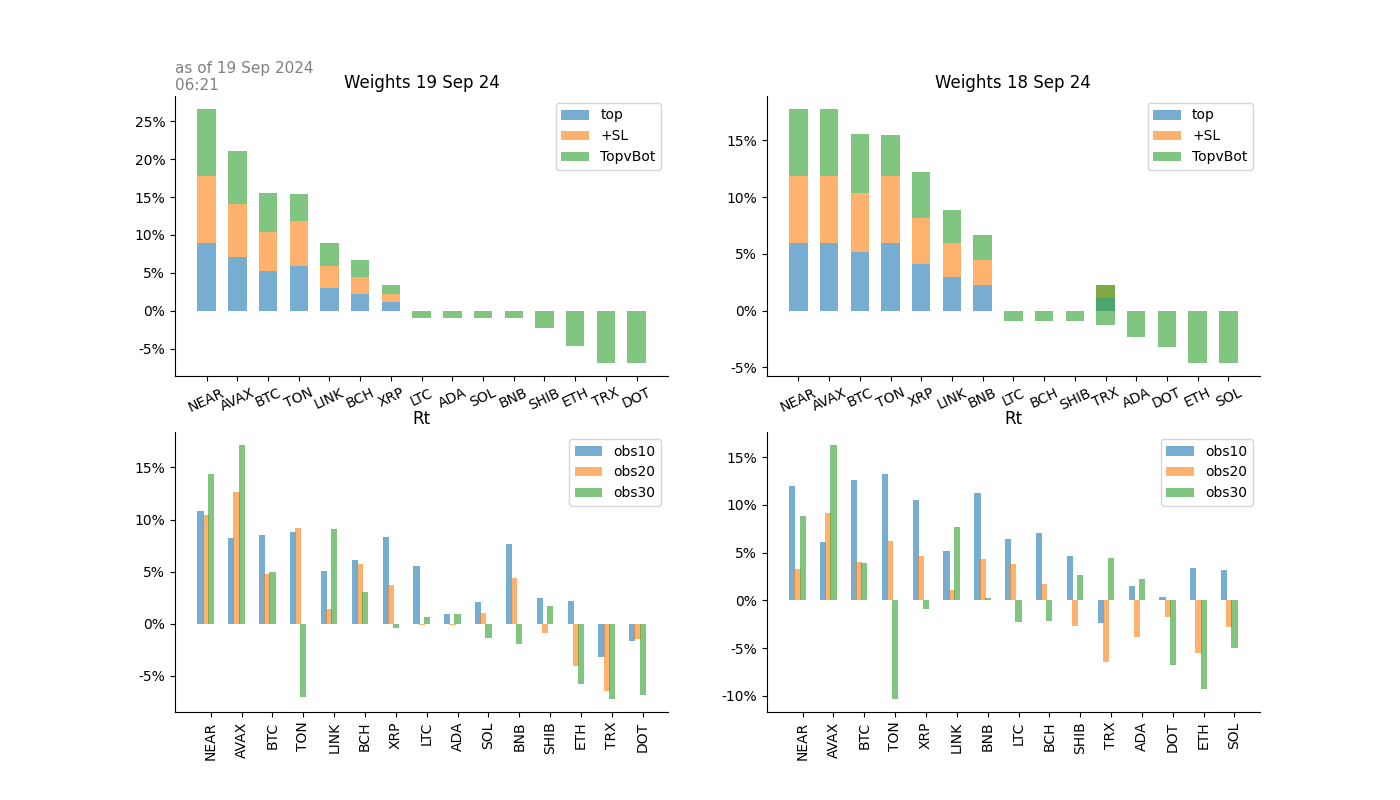 as of 19 Sep 2024
06:21
Weights 19 Sep 24
top
+SL
TopvBot
25%
20%
15%
10%
5%
0%
-5%
NEAR AVAX BTC TON LINK BCH XRP LTC ADA SOL BNB SHIB ETH TRX DOT
Weights 18 Sep 24
top
+SL
TopvBot
15%
10%
5%
0%
-5%
NEAR AVAX BTC TON XRP LINK BNB LTC BCH SHIB TRX ADA DOT ETH SOL
Rt
obs10
obs20
obs30
15%
10%
5%
0%
-5%
NEAR AVAX BTC TON LINK BCH XRP LTC ADA SOL BNB SHIB ETH TRX DOT
Rt
obs10
obs20
obs30
15%
10%
5%
0%
-5%
-10%
NEAR AVAX BTC TON XRP LINK BNB LTC BCH SHIB TRX ADA DOT ETH SOL